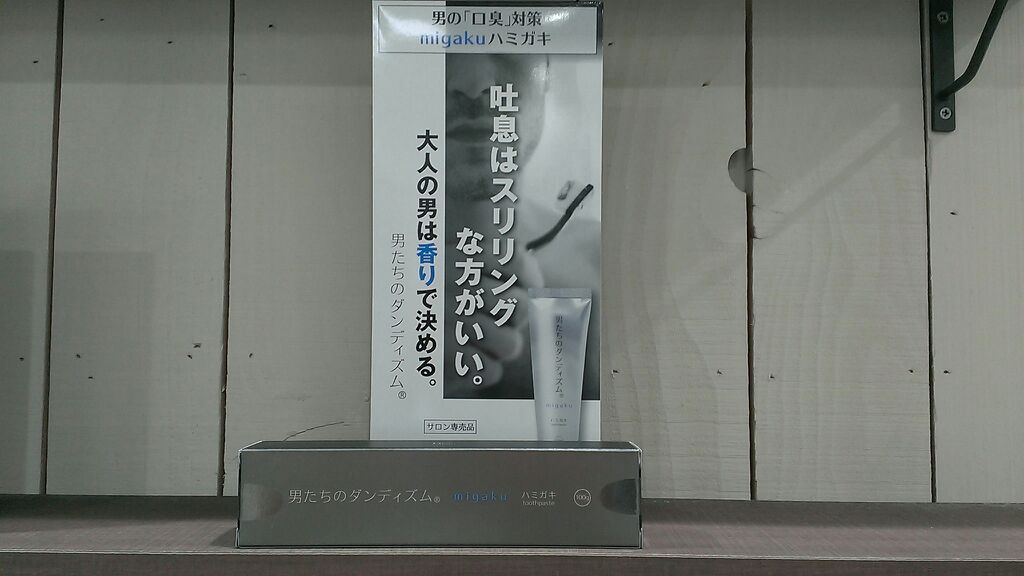 男の「口臭」対策
migakuハミガキ
吐息はスリリング
な方がいい。
大人の男は香りで決める。
男たちのダンディズム®
男たちのダンディズム®
migaku
サロン専売品
男たちのダンディズム® migaku ハミガキ
toothpaste
100g